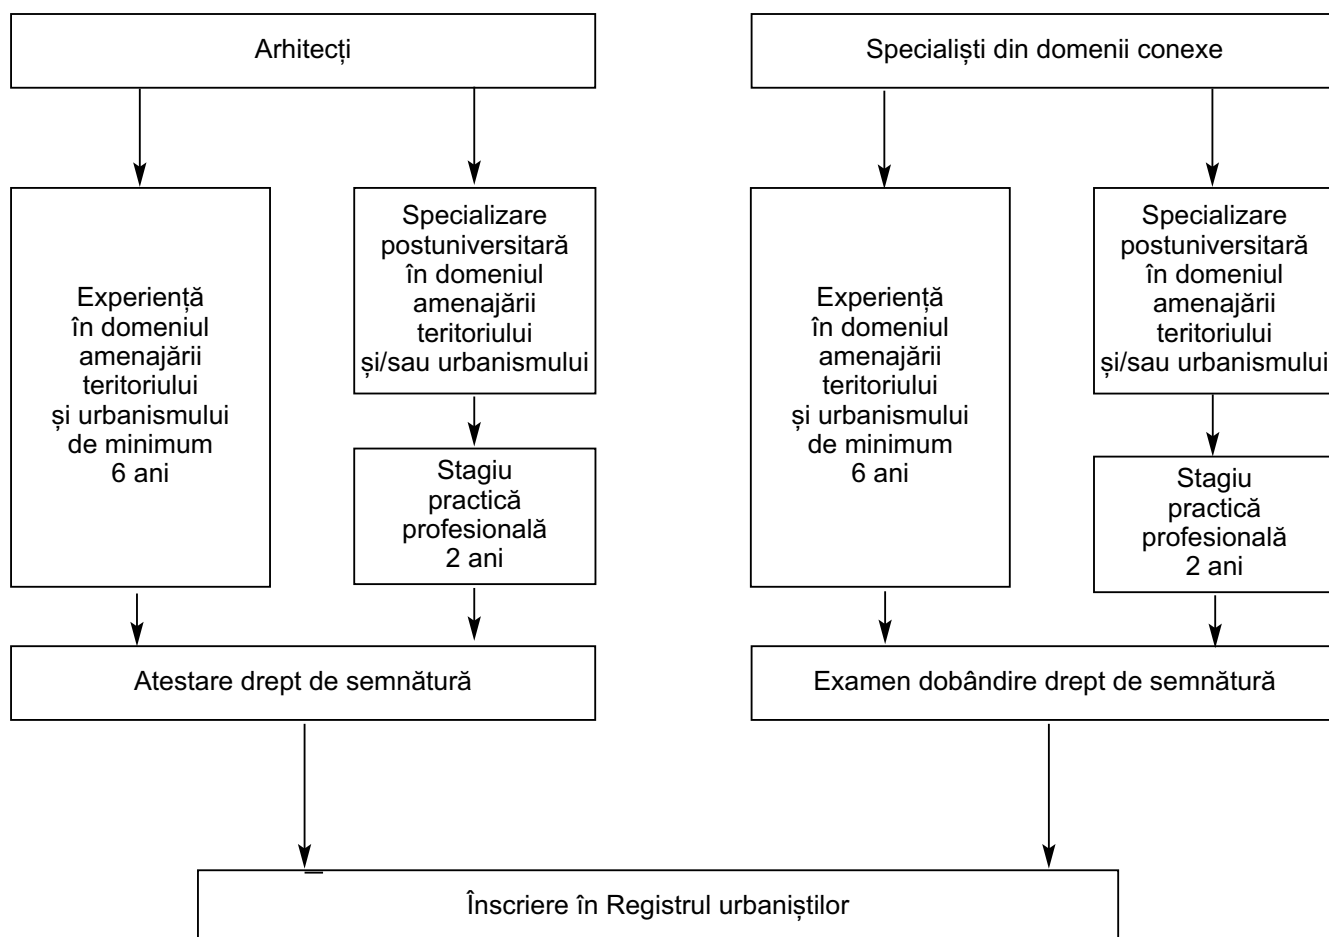 Arhitecți
Specialiști din domenii conexe
Experiență
în domeniul
amenajării
teritoriului
și urbanismului
de minimum
6 ani
Specializare
postuniversitară
în domeniul
amenajării
teritoriului
și/sau urbanismului
Stagiu
practică
profesională
2 ani
Experiență
în domeniul
amenajării
teritoriului
și urbanismului
de minimum
6 ani
Specializare
postuniversitară
în domeniul
amenajării
teritoriului
și/sau urbanismului
Stagiu
practică
profesională
2 ani
Atestare drept de semnătură
Examen dobândire drept de semnătură
Înscriere în Registrul urbaniștilor